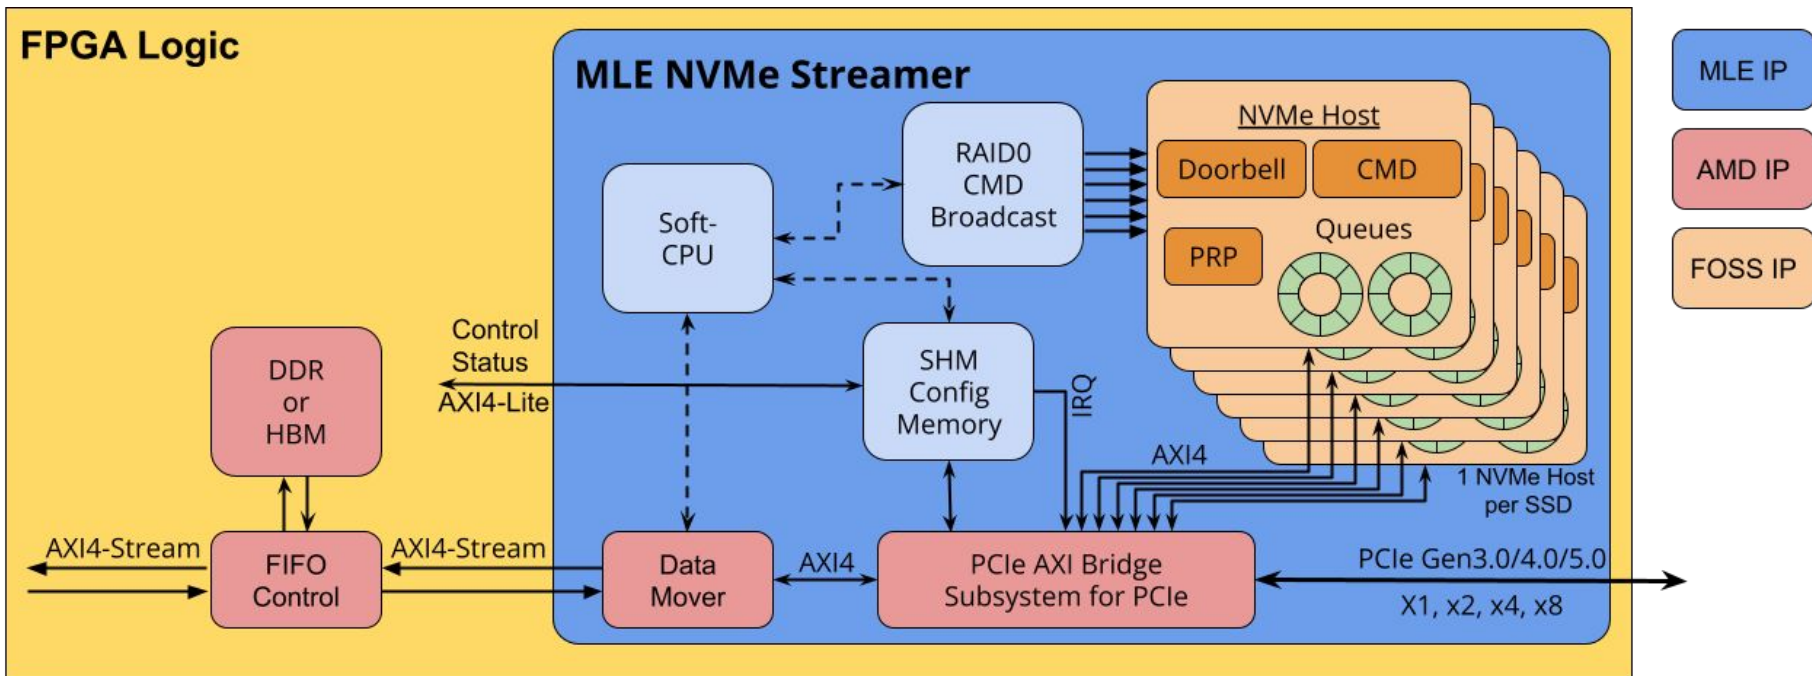 FPGA Logic
MLE NVMe Streamer
MLE IP
AMD IP
FOSS IP
RAID0
CMD
Broadcast
NVMe Host
Doorbell
CMD
PRP
Queues
Soft-
CPU
Control
Status
AXI4-Lite
SHM
Config
Memory
IRQ
AXI4
1 NVMe Host
per SSD
DDR
or
HBM
AXI4-Stream
FIFO
Control
AXI4-Stream
Data
Mover
AXI4
PCIe AXI Bridge
Subsystem for PCIe
PCIe Gen3.0/4.0/5.0
X1, x2, x4, x8